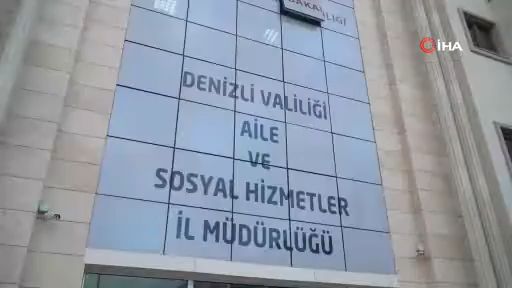 İHA
DENİZLİ VALİLİĞİ
AİLE
VE
SOSYAL HİZMETLER
İL MÜDÜRLÜĞÜ